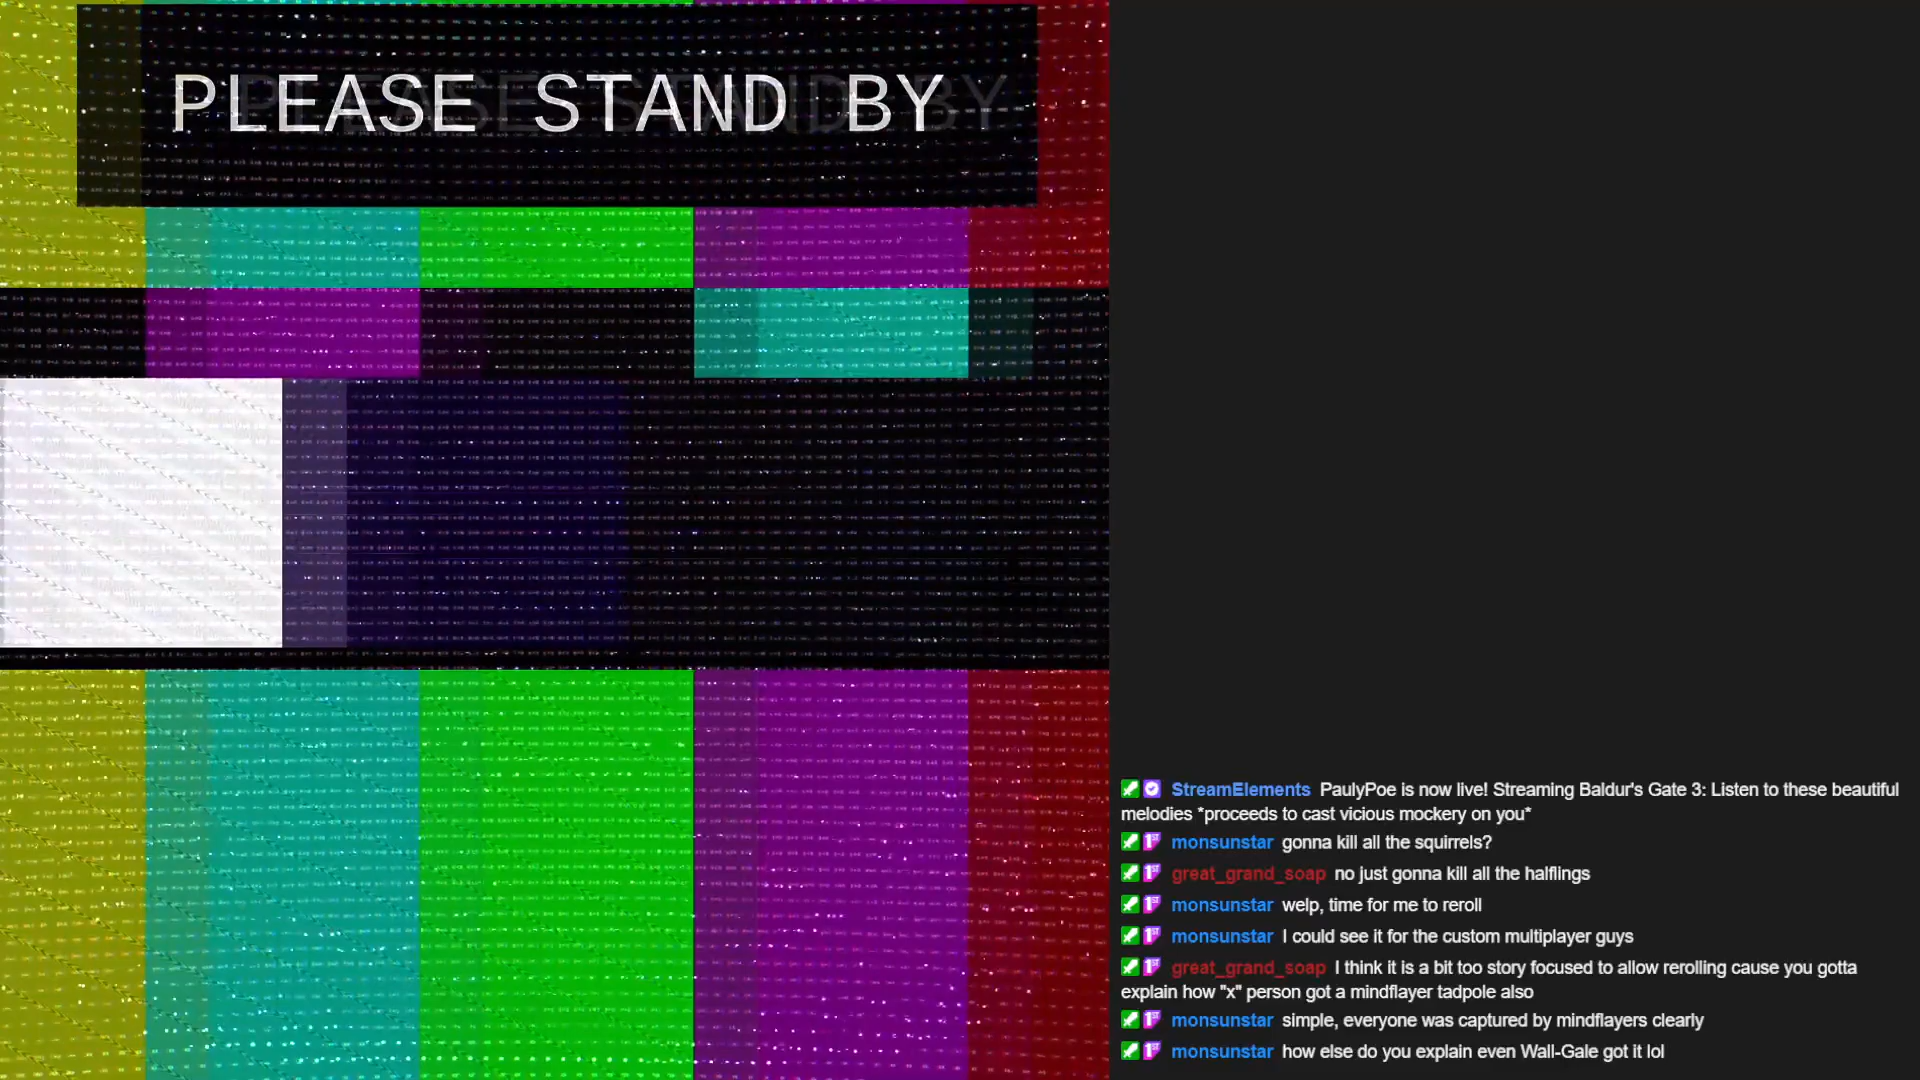 PLEASE STAND BY
StreamElements PaulyPoe is now live! Streaming Baldur's Gate 3: Listen to these beautiful
melodies *proceeds to cast vicious mockery on you*
monsunstar gonna kill all the squirrels?
great_grand_soap no just gonna kill all the halflings
monsunstar welp, time for me to reroll
monsunstar I could see it for the custom multiplayer guys
great_grand_soap I think it is a bit too story focused to allow rerolling cause you gotta
explain how "x" person got a mindflayer tadpole also
monsunstar simple, everyone was captured by mindflayers clearly
monsunstar how else do you explain even Wall-Gale got it lol